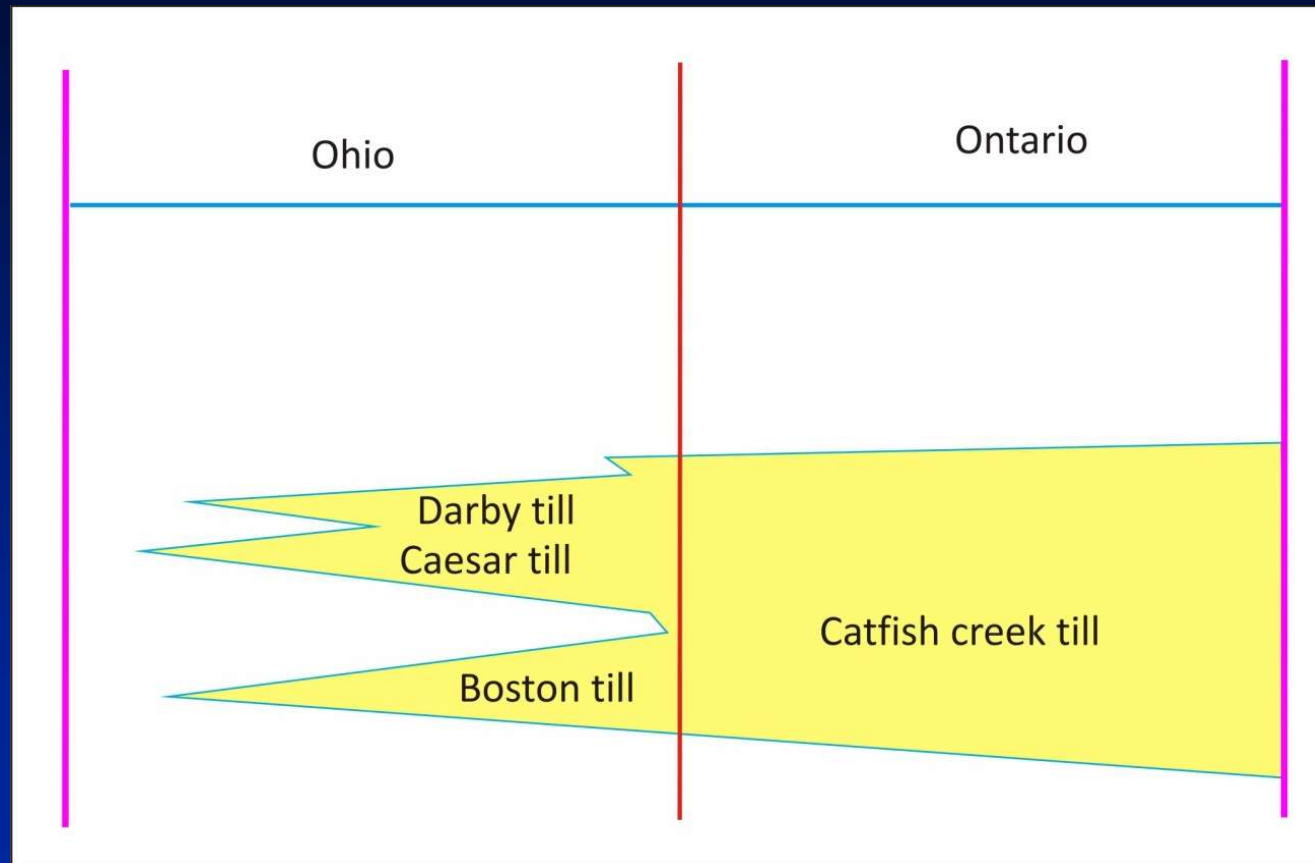 Ohio
Ontario
Darby till
Caesar till
Catfish creek till
Boston till